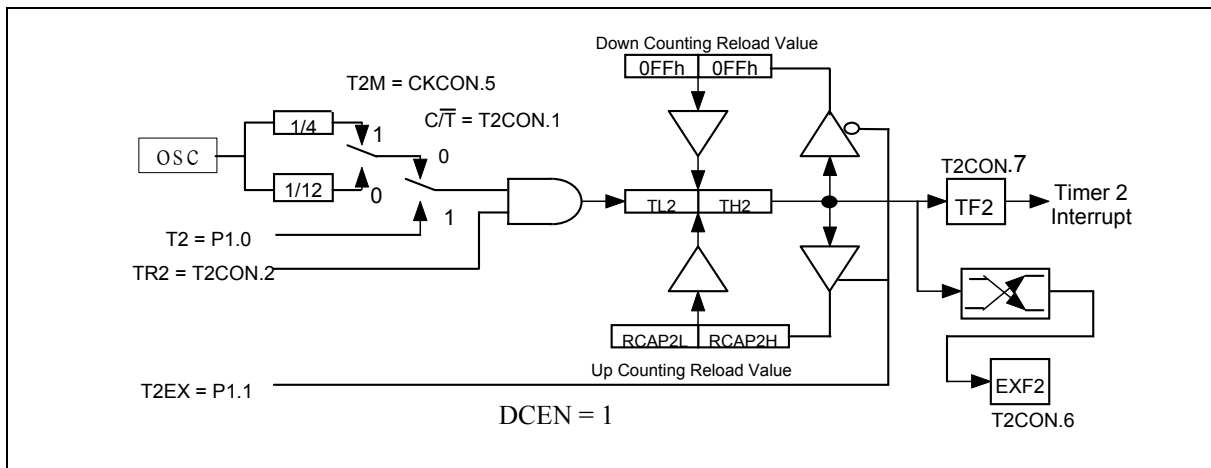 Down Counting Reload Value
0FFh 0FFh
T2M = CKCON.5
C/T̅ = T2CON.1
1/4
1
OSC
0
1/12
0
T2CON.7
TL2 TH2
TF2
Timer 2
Interrupt
1
T2 = P1.0
TR2 = T2CON.2
RCAP2L RCAP2H
Up Counting Reload Value
T2EX = P1.1
EXF2
DCEN = 1
T2CON.6